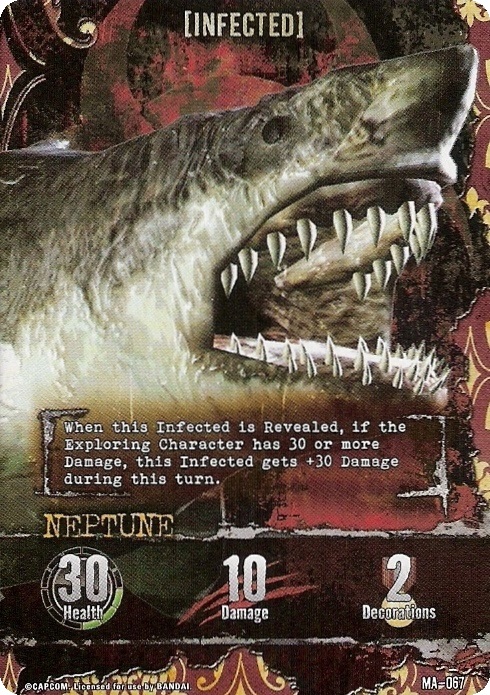 [INFECTED]
When this Infected is Revealed, if the
Exploring Character has 30 or more
Damage, this Infected gets +30 Damage
during this turn.
NEPTUNE
30 10 2
Health Damage Decorations
©CAPCOM. Licensed for use by BANDAI. MA-067